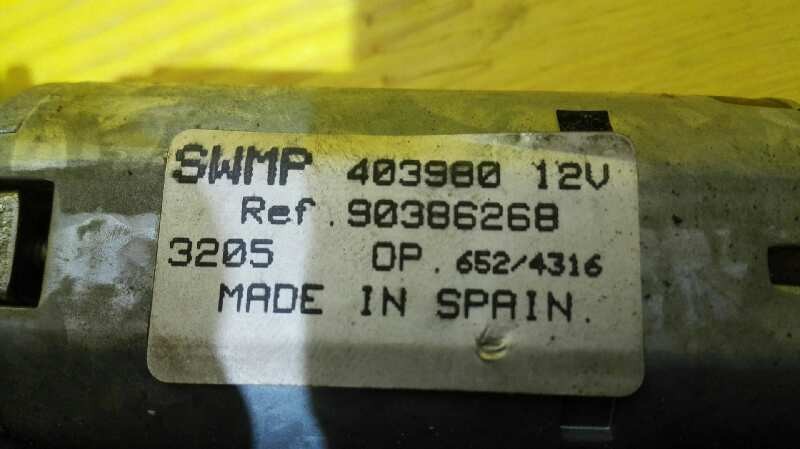 SWMP 403980 12V
Ref. 90386268
3205 OP. 652/4316
MADE IN SPAIN.